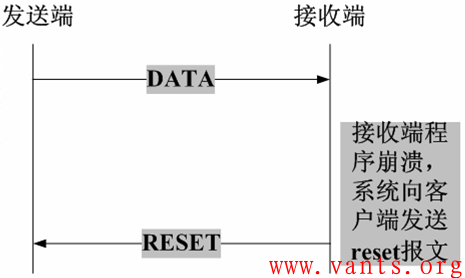 发送端
接收端
DATA
接收端程
序崩溃，
系统向客
户端发送
reset报文
RESET
www.vants.org